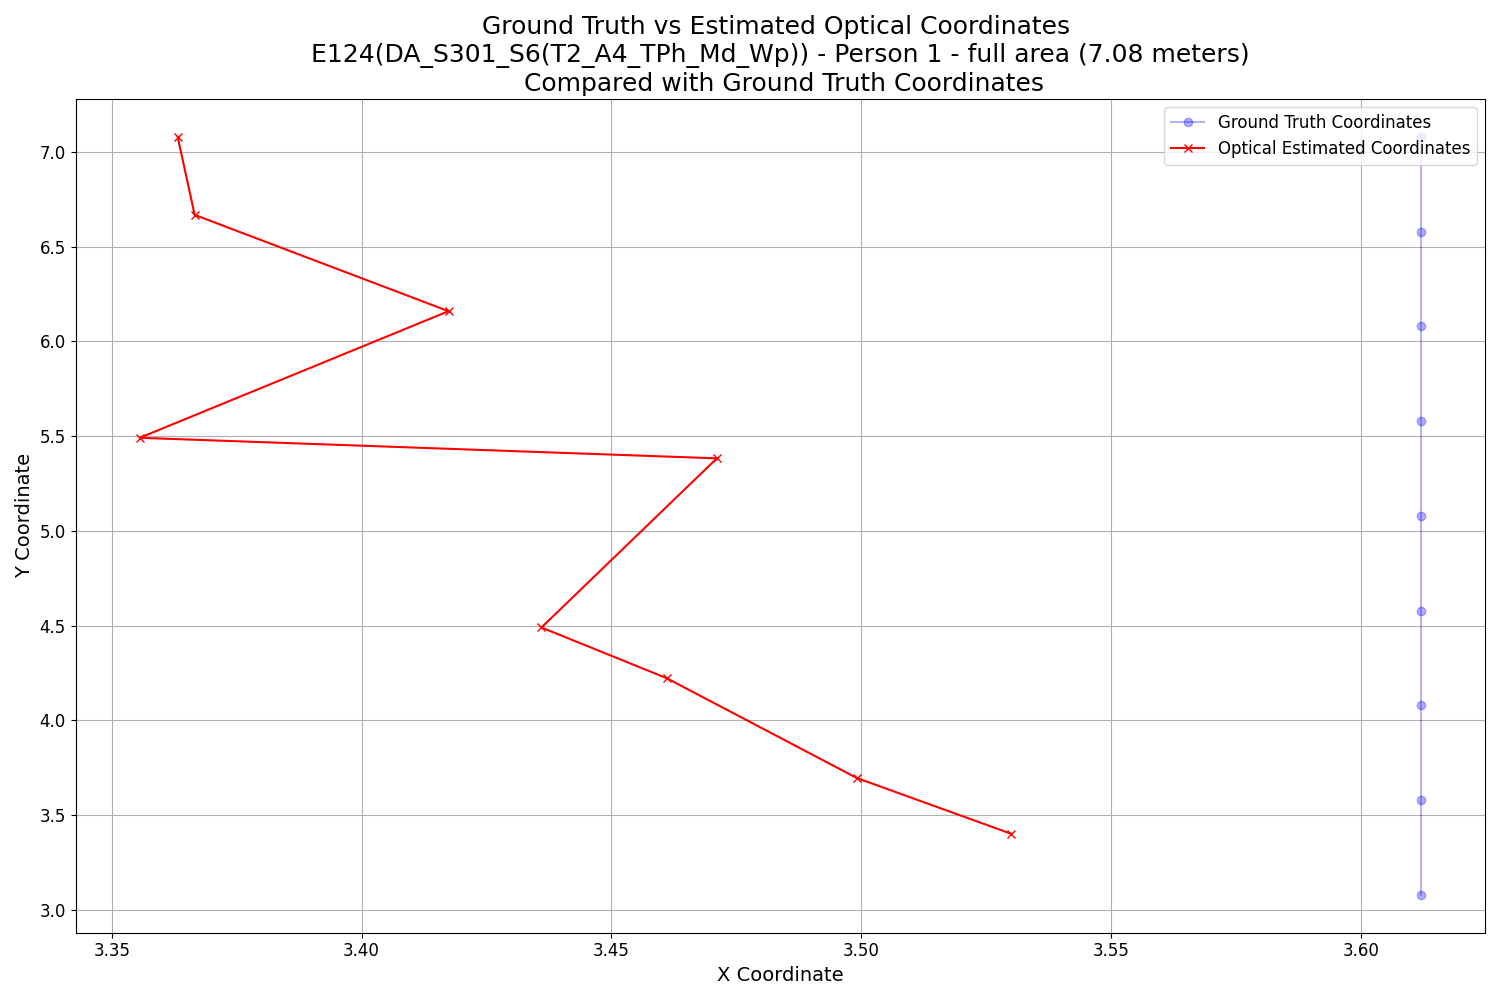 Ground Truth vs Estimated Optical Coordinates
E124(DA_S301_S6(T2_A4_TPh_Md_Wp)) - Person 1 - full area (7.08 meters)
Compared with Ground Truth Coordinates
Ground Truth Coordinates
Optical Estimated Coordinates
Y Coordinate
7.0
6.5
6.0
5.5
5.0
4.5
4.0
3.5
3.0
3.35
3.40
3.45
3.50
3.55
3.60
X Coordinate